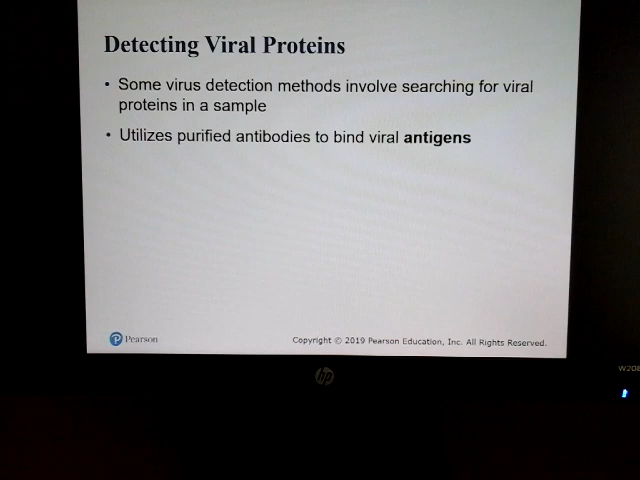 Detecting Viral Proteins
• Some virus detection methods involve searching for viral
proteins in a sample
• Utilizes purified antibodies to bind viral antigens
Pearson
Copyright © 2019 Pearson Education, Inc. All Rights Reserved.
hp